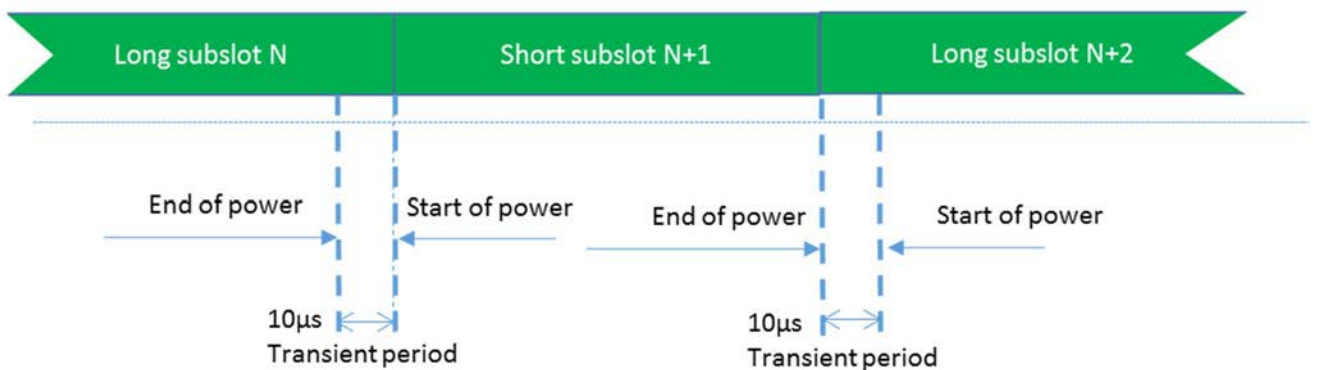 Long subslot N
Short subslot N+1
Long subslot N+2
End of power
Start of power
End of power
Start of power
10µs
Transient period
10µs
Transient period